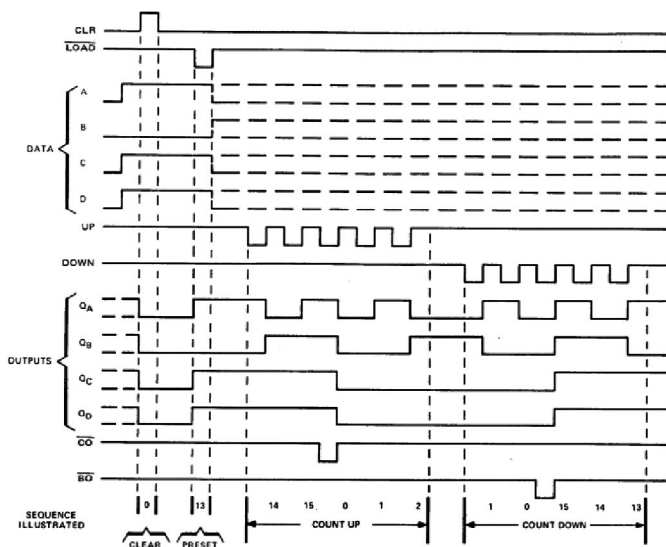 CLR
LOAD
A
B
DATA
C
D
UP
DOWN
QA
QB
OUTPUTS
QC
QD
CO
BO
SEQUENCE
ILLUSTRATED
0
13
14
15
0
1
2
1
0
15
14
13
COUNT UP
COUNT DOWN
CLEAR
PRESET